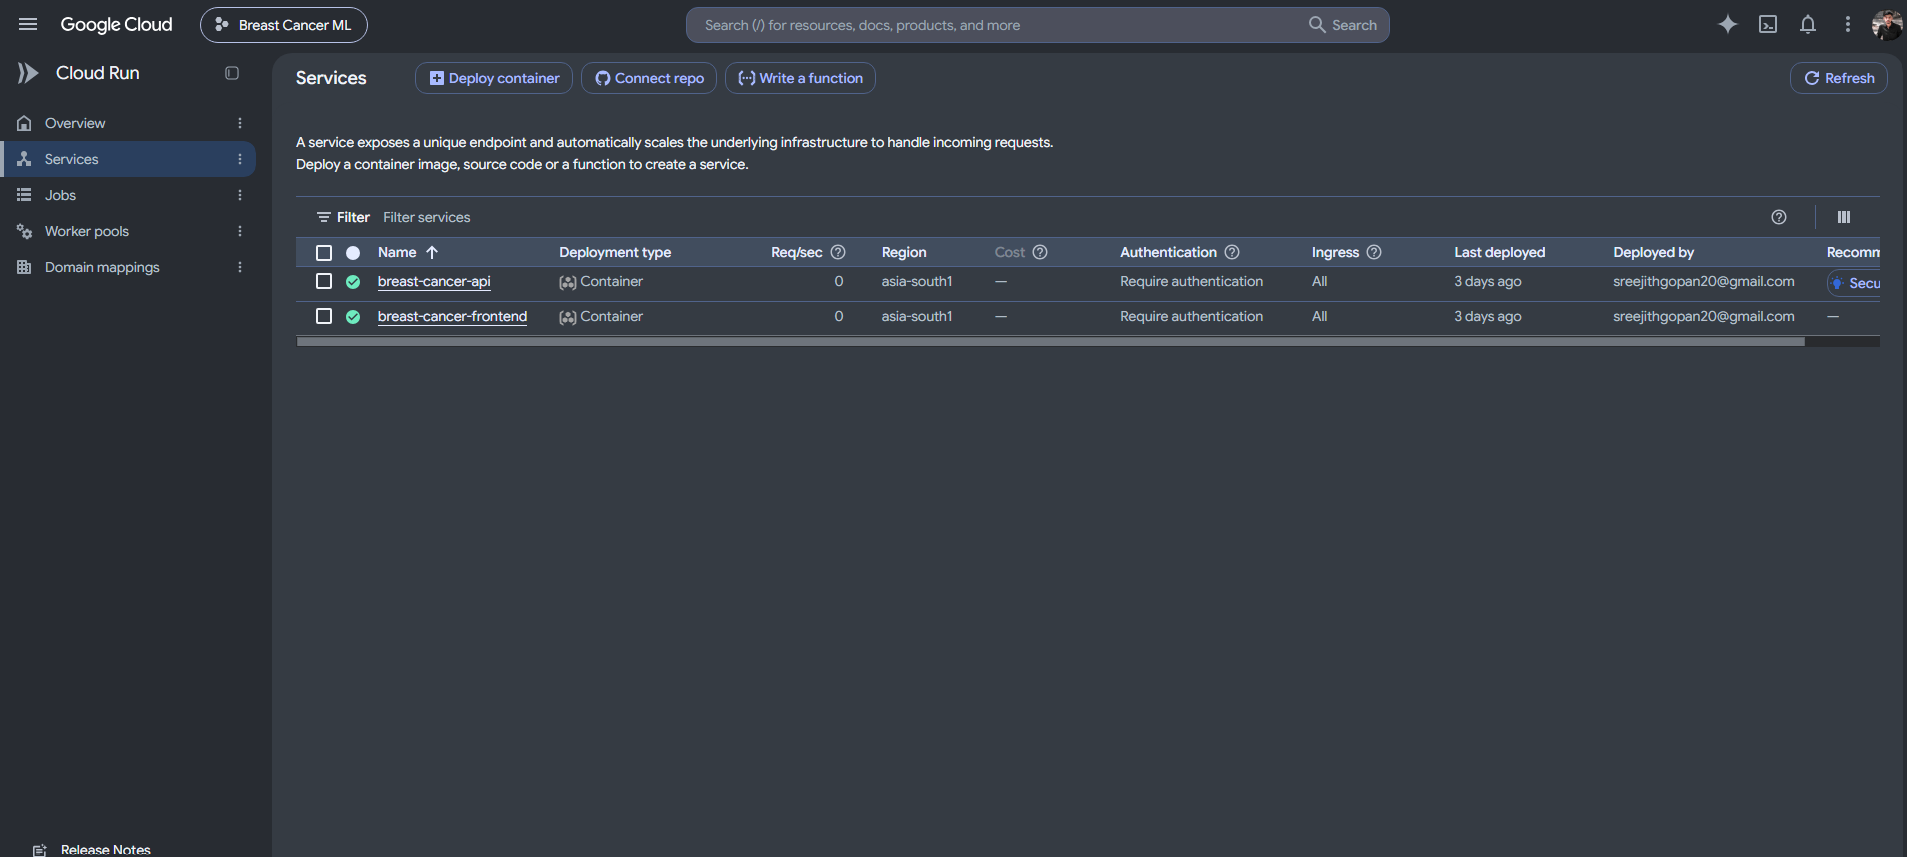 Google Cloud
Breast Cancer ML
Search (/) for resources, docs, products, and more
Search
Cloud Run
Overview
Services
Jobs
Worker pools
Domain mappings
Release Notes
Services
Deploy container
Connect repo
Write a function
Refresh
A service exposes a unique endpoint and automatically scales the underlying infrastructure to handle incoming requests.
Deploy a container image, source code or a function to create a service.
Filter Filter services
Name Deployment type Req/sec Region Cost Authentication Ingress Last deployed Deployed by Recomm
breast-cancer-api Container 0 asia-south1 — Require authentication All 3 days ago sreejithgopan20@gmail.com Secu
breast-cancer-frontend Container 0 asia-south1 — Require authentication All 3 days ago sreejithgopan20@gmail.com —